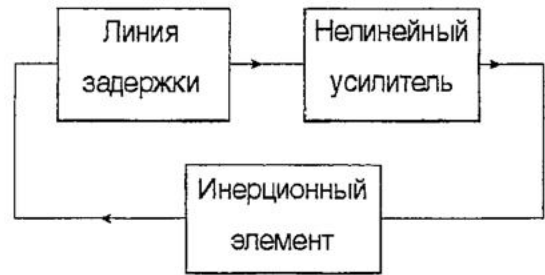 Линия
задержки
Нелинейный
усилитель
Инерционный
элемент